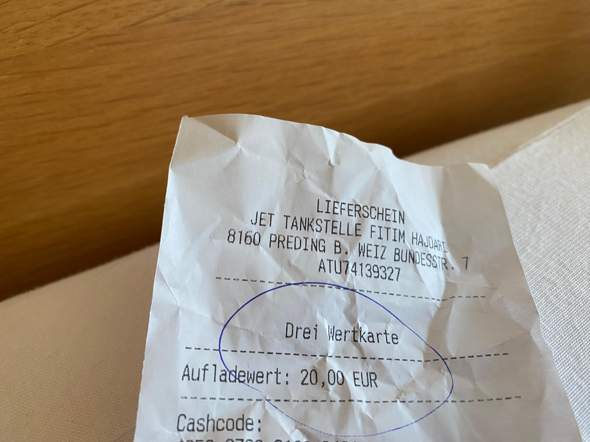 LIEFERSCHEIN
JET TANKSTELLE FITIM HAJDARI
8160 PREDING B. WEIZ BUNDESSTR. 7
ATU74139327
Drei Wertkarte
Aufladewert: 20,00 EUR
Cashcode: